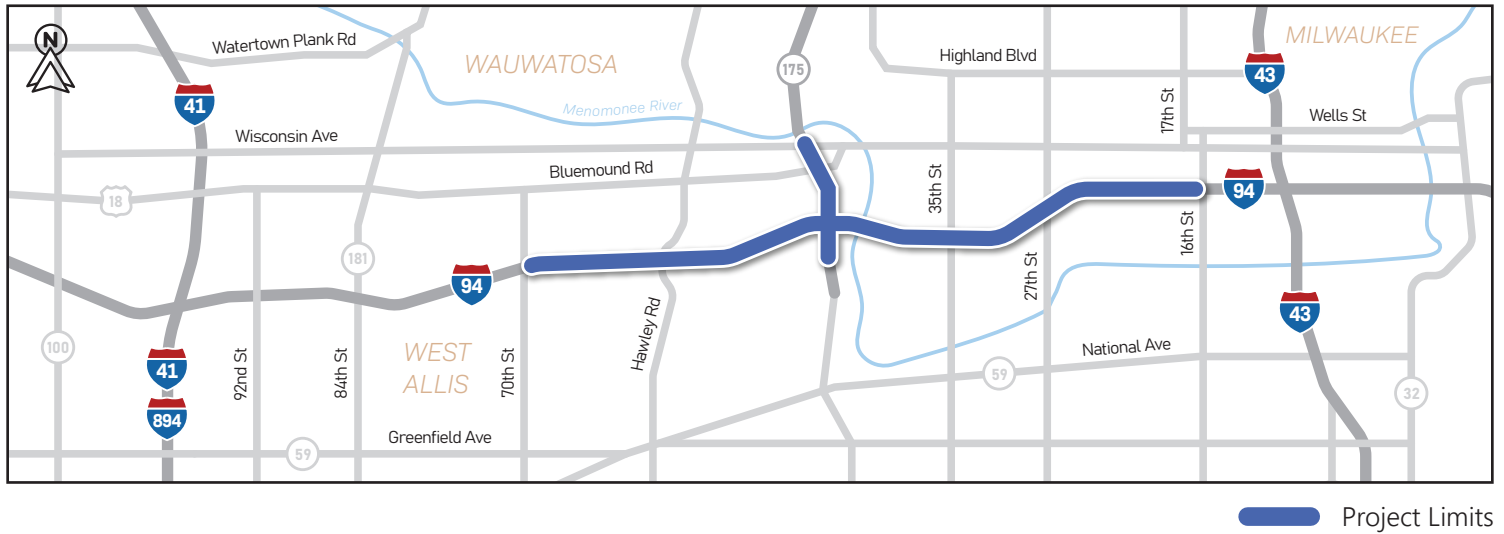 N
Watertown Plank Rd
41
WAUWATOSA
Menomonee River
175
Highland Blvd
43
MILWAUKEE
17th St
Wells St
Wisconsin Ave
Bluemound Rd
18
35th St
94
16th St
181
94
27th St
43
Hawley Rd
100
41
894
92nd St
84th St
WEST
ALLIS
70th St
National Ave
59
32
Greenfield Ave
59
Project Limits